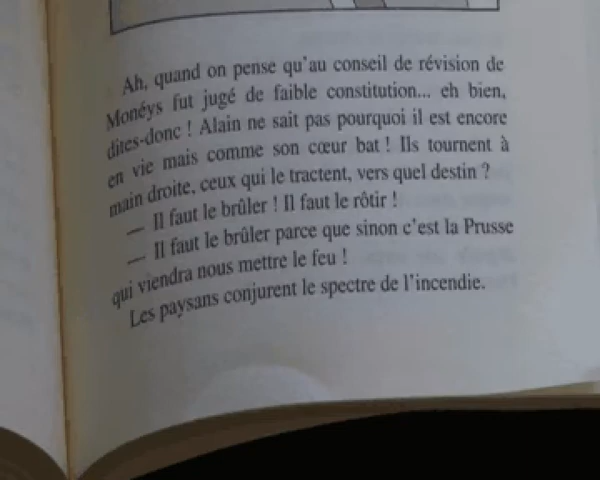 Ah, quand on pense qu'au conseil de révision de
Monéys fut jugé de faible constitution... eh bien,
dites-donc ! Alain ne sait pas pourquoi il est encore
en vie mais comme son cœur bat ! Ils tournent à
main droite, ceux qui le tractent, vers quel destin ?
— Il faut le brûler ! Il faut le rôtir !
— Il faut le brûler parce que sinon c'est la Prusse
qui viendra nous mettre le feu !
Les paysans conjurent le spectre de l'incendie.